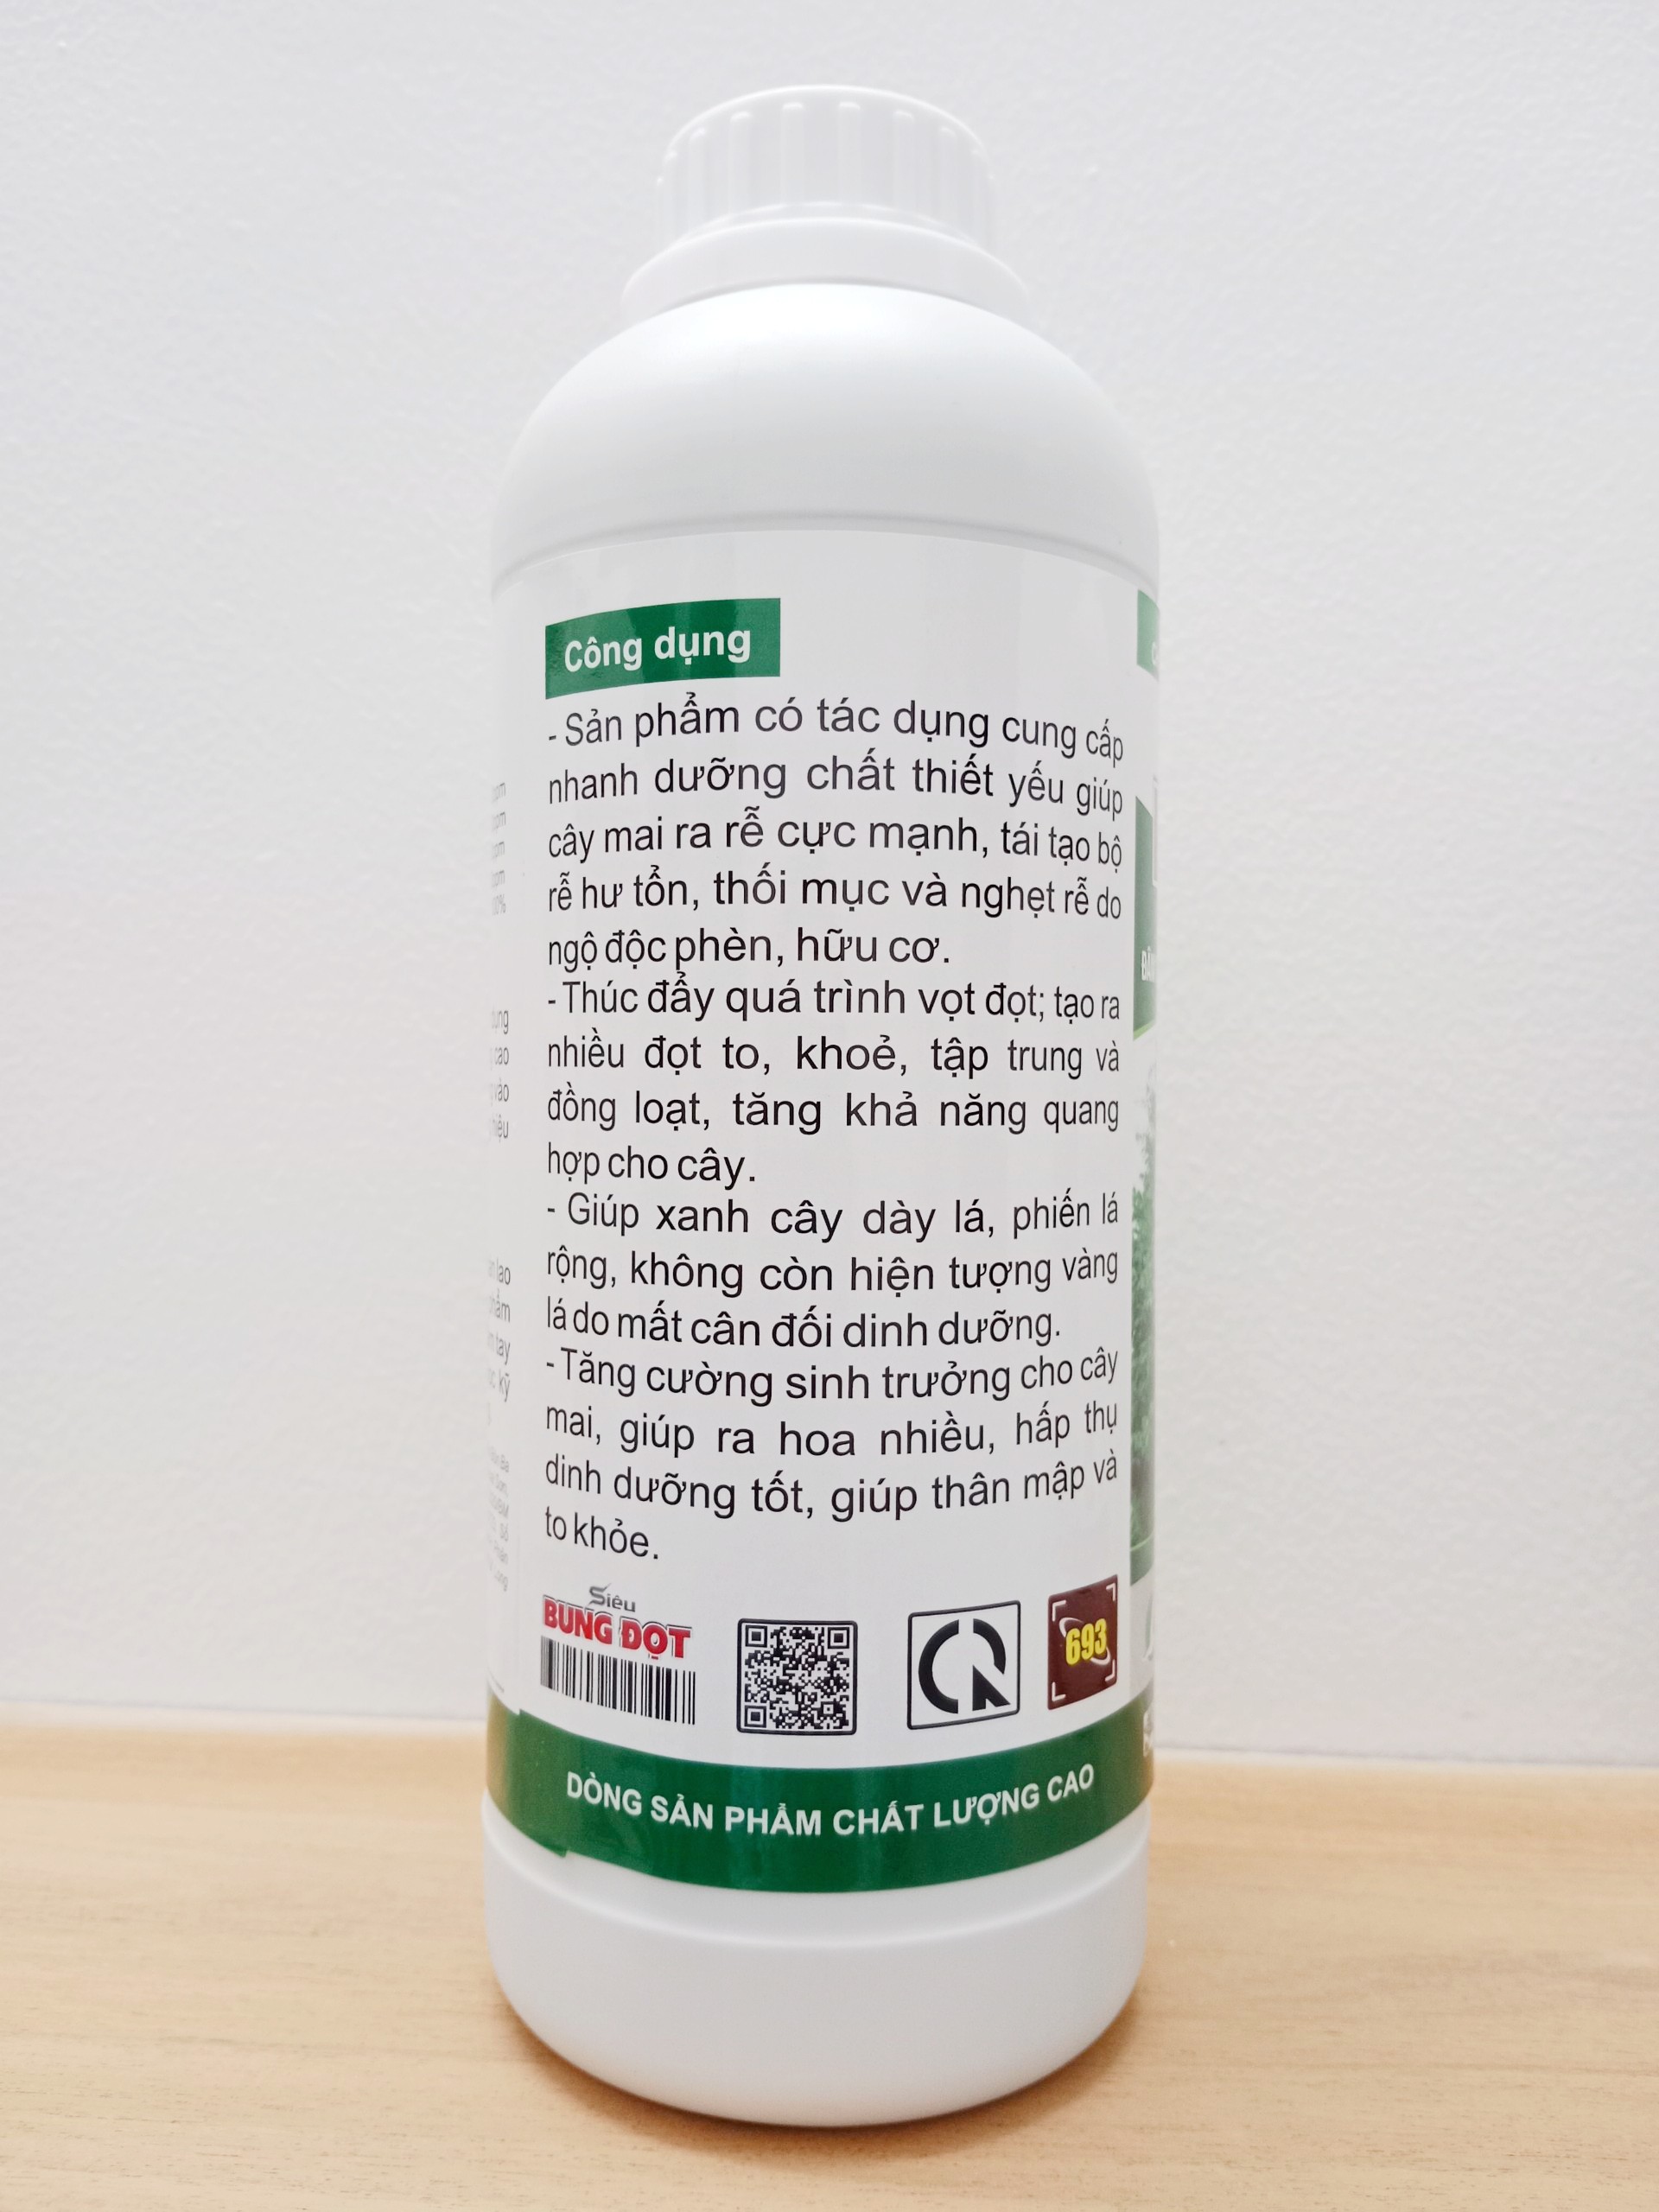 Công dụng
- Sản phẩm có tác dụng cung cấp
nhanh dưỡng chất thiết yếu giúp
cây mai ra rễ cực mạnh, tái tạo bộ
rễ hư tổn, thối mục và nghẹt rễ do
ngộ độc phèn, hữu cơ.
- Thúc đẩy quá trình vọt đọt; tạo ra
nhiều đọt to, khoẻ, tập trung và
đồng loạt, tăng khả năng quang
hợp cho cây.
- Giúp xanh cây dày lá, phiến lá
rộng, không còn hiện tượng vàng
lá do mất cân đối dinh dưỡng.
- Tăng cường sinh trưởng cho cây
mai, giúp ra hoa nhiều, hấp thụ
dinh dưỡng tốt, giúp thân mập và
to khỏe.
Siêu
BUNG ĐỌT
693
DÒNG SẢN PHẨM CHẤT LƯỢNG CAO